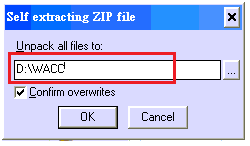 Self extracting ZIP file
Unpack all files to:
D:\WACC
...
Confirm overwrites
OK Cancel